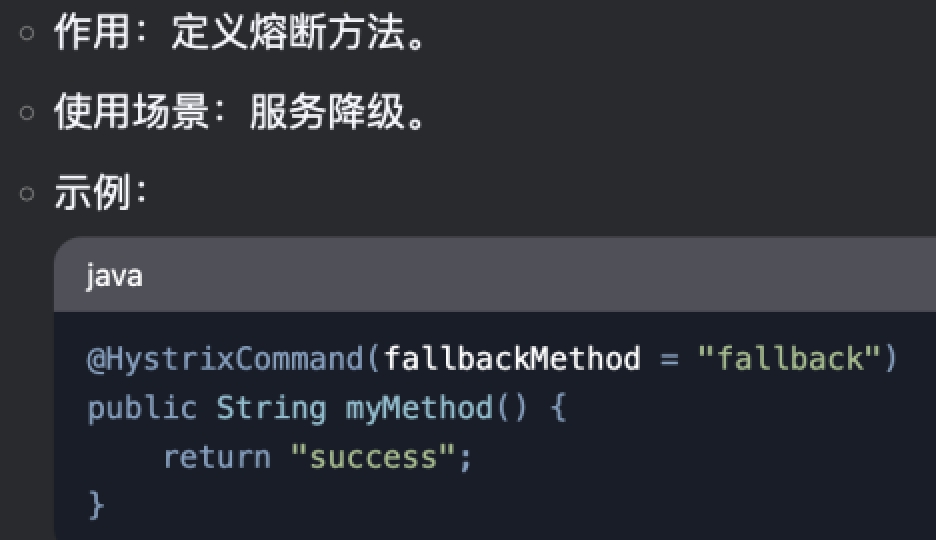 作用：定义熔断方法。
使用场景：服务降级。
示例：
java
@HystrixCommand(fallbackMethod = "fallback")
public String myMethod() {
    return "success";
}